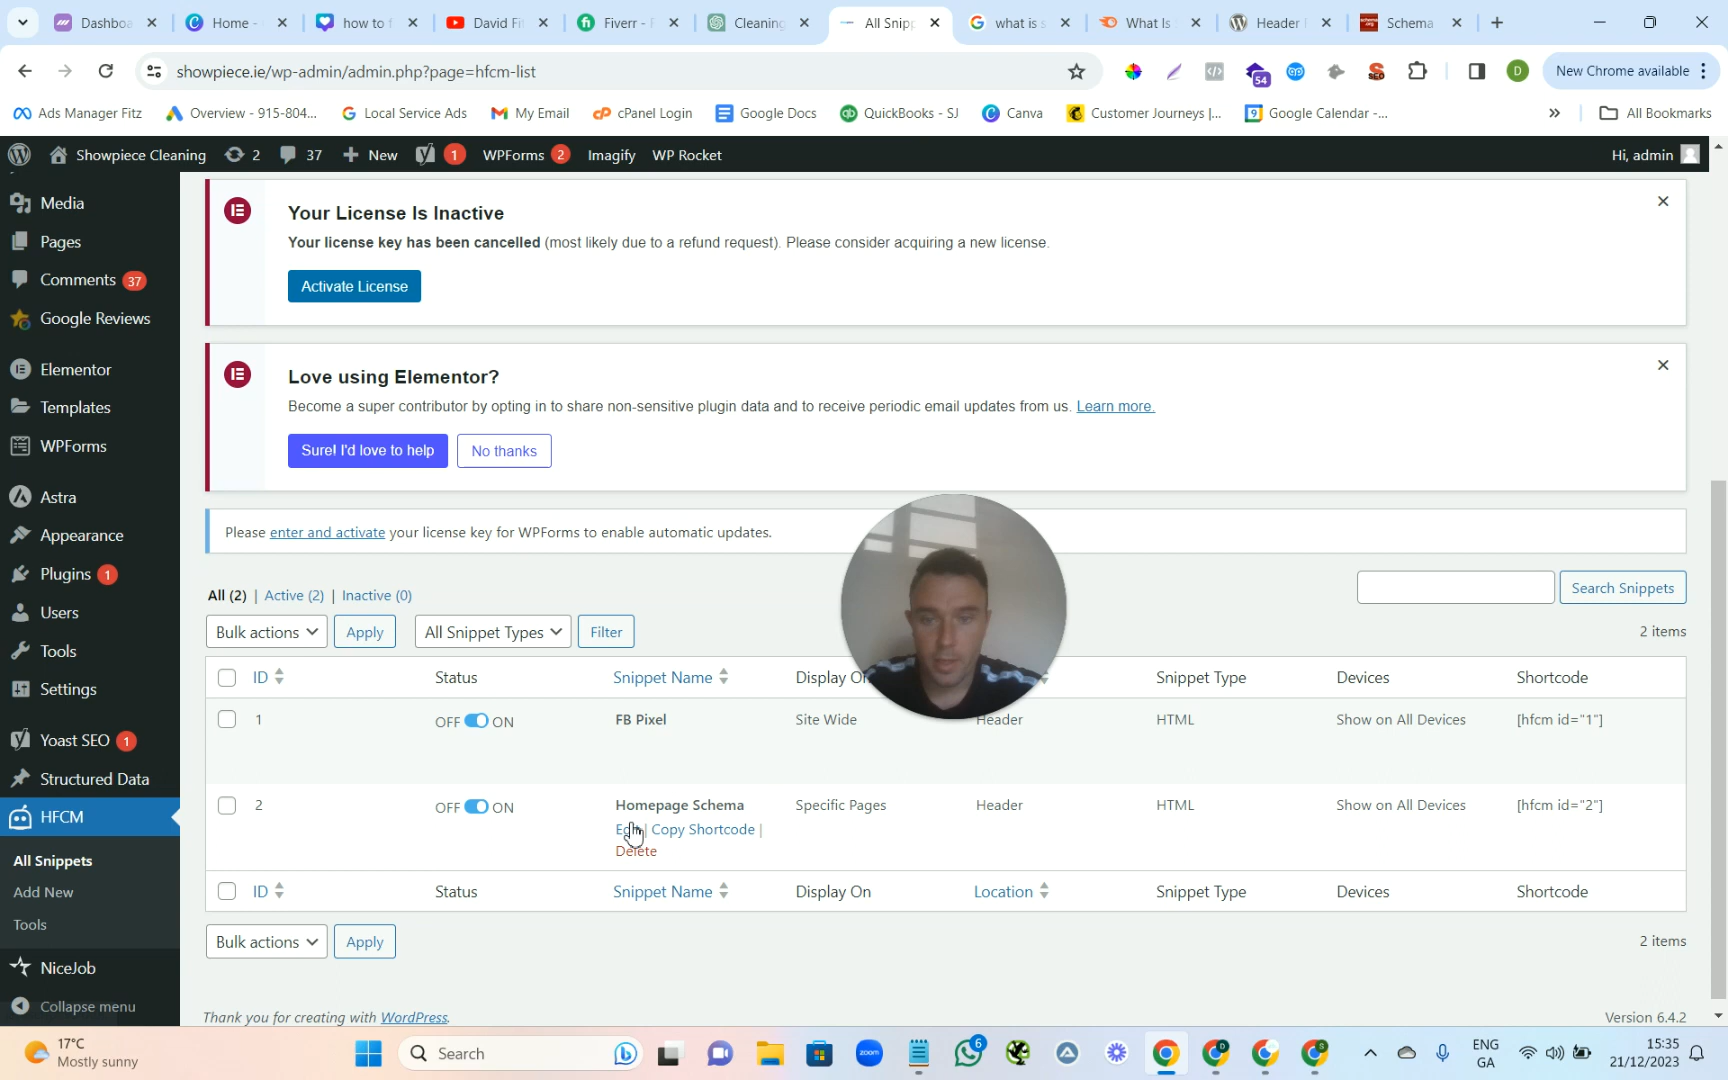 Dashboa
Home -
how to f
David Fi
Fiverr - F
Cleaning
All Snipp
what is s
What Is
Header
Schema
showpiece.ie/wp-admin/admin.php?page=hfcm-list
54
D
New Chrome available
Ads Manager Fitz
Overview - 915-804...
Local Service Ads
My Email
cPanel Login
Google Docs
QuickBooks - SJ
Canva
Customer Journeys |...
Google Calendar -...
»
All Bookmarks
Showpiece Cleaning
2
37
New
1
WPForms 2
Imagify
WP Rocket
Hi, admin
Media
Pages
Comments 37
Google Reviews
Elementor
Templates
WPForms
Astra
Appearance
Plugins 1
Users
Tools
Settings
Yoast SEO 1
Structured Data
HFCM
All Snippets
Add New
Tools
NiceJob
Collapse menu
Your License Is Inactive
Your license key has been cancelled (most likely due to a refund request). Please consider acquiring a new license.
Activate License
Love using Elementor?
Become a super contributor by opting in to share non-sensitive plugin data and to receive periodic email updates from us. Learn more.
Sure! I'd love to help
No thanks
Please enter and activate your license key for WPForms to enable automatic updates.
All (2) | Active (2) | Inactive (0)
Search Snippets
Bulk actions
Apply
All Snippet Types
Filter
2 items
ID Status Snippet Name Display On Snippet Type Devices Shortcode
1 OFF ON FB Pixel Site Wide Header HTML Show on All Devices [hfcm id="1"]
2 OFF ON Homepage Schema Specific Pages Header HTML Show on All Devices [hfcm id="2"]
Edit | Copy Shortcode |
Delete
ID Status Snippet Name Display On Location Snippet Type Devices Shortcode
Bulk actions
Apply
2 items
Thank you for creating with WordPress.
Version 6.4.2
17°C
Mostly sunny
Search
zoom
6
D
S
ENG
GA
15:35
21/12/2023